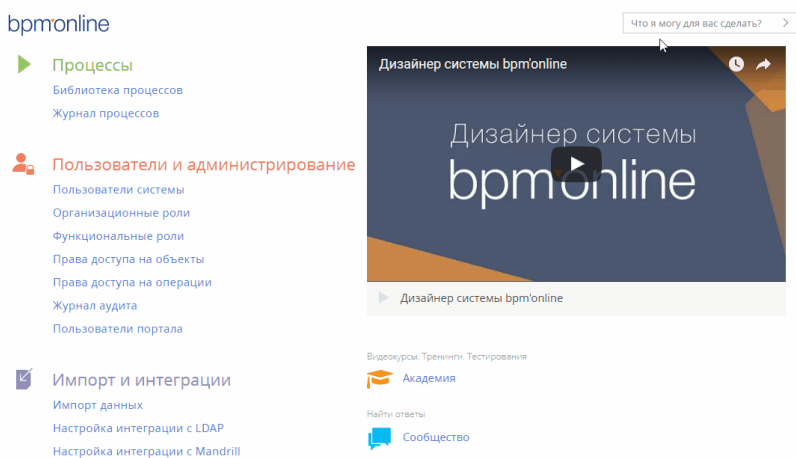 bpm'online
Что я могу для вас сделать?
Процессы
Библиотека процессов
Журнал процессов
Пользователи и администрирование
Пользователи системы
Организационные роли
Функциональные роли
Права доступа на объекты
Права доступа на операции
Журнал аудита
Пользователи портала
Импорт и интеграции
Импорт данных
Настройка интеграции с LDAP
Настройка интеграции с Mandrill
Дизайнер системы bpm'online
Дизайнер системы
bpm'online
Дизайнер системы bpm'online
Видеокурсы. Тренинги. Тестирования
Академия
Найти ответы
Сообщество